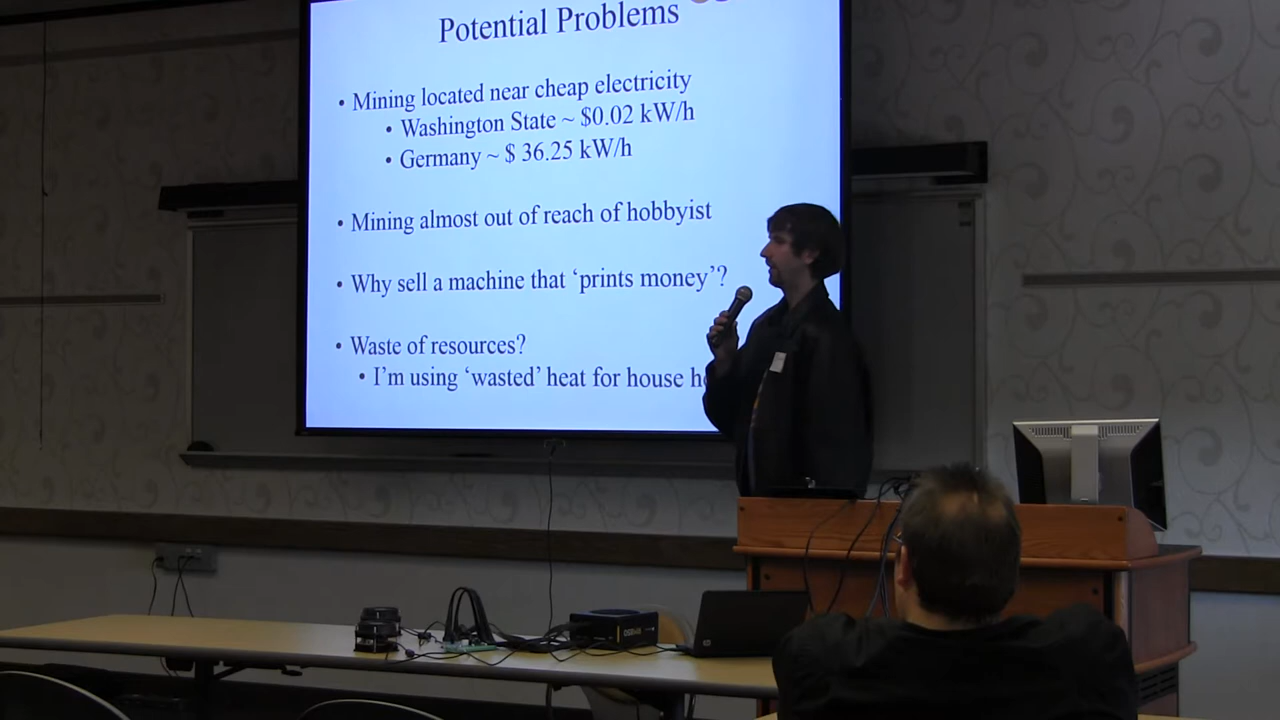 Potential Problems
• Mining located near cheap electricity
• Washington State ~ $0.02 kW/h
• Germany ~ $ 36.25 kW/h
• Mining almost out of reach of hobbyist
• Why sell a machine that ‘prints money’?
• Waste of resources?
• I’m using ‘wasted’ heat for house